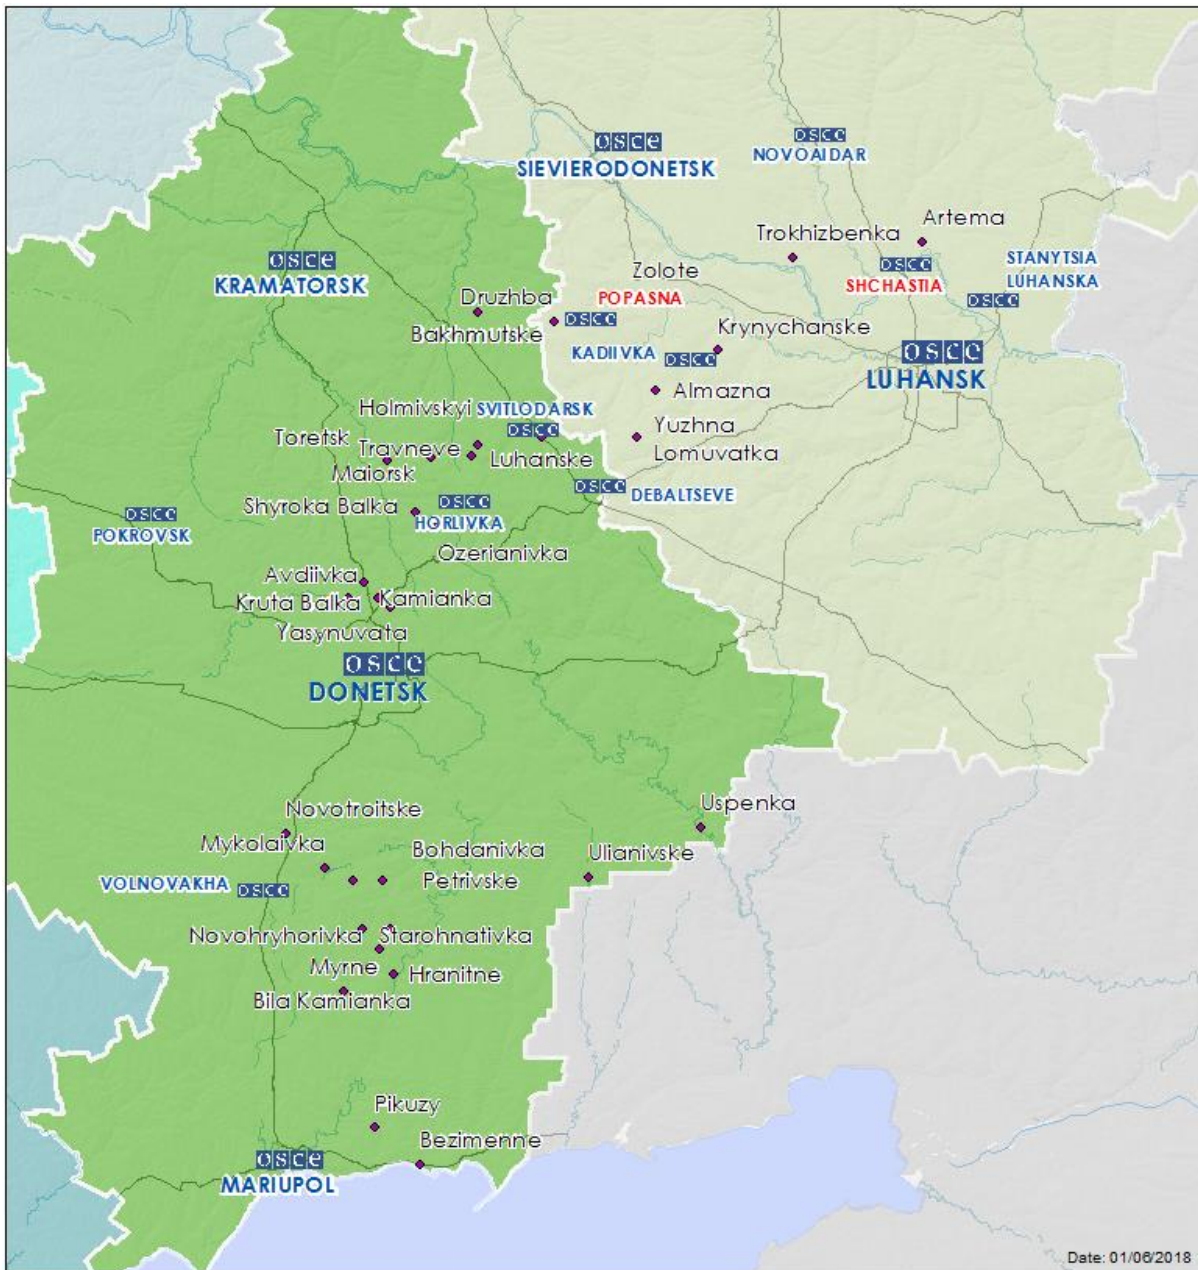 OSCE
SIEVIERODONETSK
OSCE
NOVOAIDAR
Artema
Trokhizbenka
OSCE
KRAMATORSK
Zolote
OSCE
SHCHASTIA
STANYTSIA
LUHANSKA
OSCE
Druzhba
POPASNA
OSCE
Bakhmutske
Krynychanske
KADIIVKA
OSCE
OSCE
LUHANSK
Almazna
Holmivskyi
SVITLODARSK
OSCE
Yuzhna
Toretsk
Travneve
Luhanske
Lomuvatka
Maiorsk
OSCE
DEBALTSEVE
Shyroka Balka
OSCE
HORLIVKA
OSCE
POKROVSK
Ozerianivka
Avdiivka
Kruta Balka
Kamianka
Yasynuvata
OSCE
DONETSK
Uspenka
Novotroitske
Mykolaivka
Bohdanivka
Ulianivske
Petrivske
VOLNOVAKHA
OSCE
Novohryhorivka
Starohnativka
Myrne
Hranitne
Bila Kamianka
Pikuzy
Bezimenne
OSCE
MARIUPOL
Date: 01/06/2018